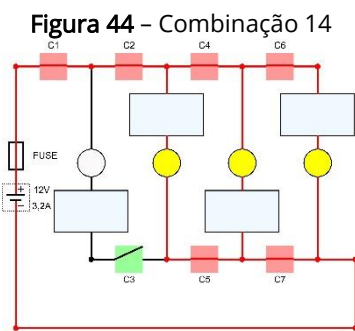 Figura 44 – Combinação 14
C1 C2 C4 C6
FUSE
+ 12V
− 3,2A
C3 C5 C7